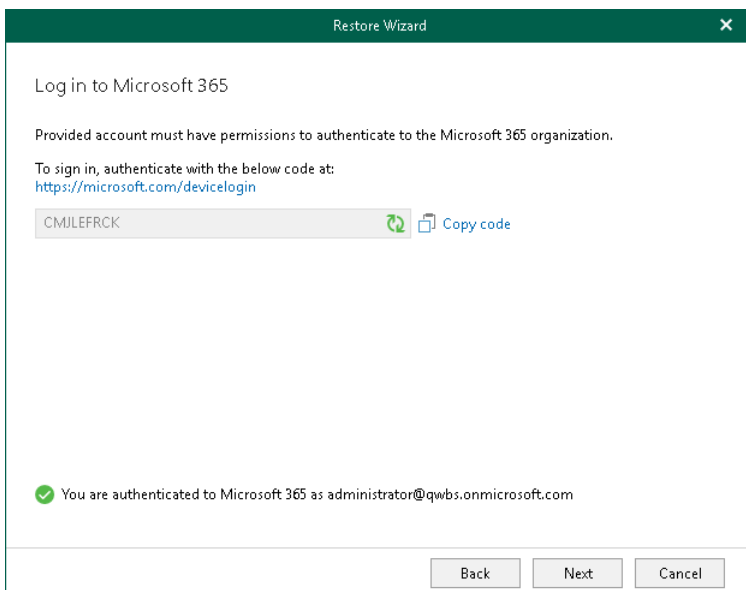 Restore Wizard
Log in to Microsoft 365
Provided account must have permissions to authenticate to the Microsoft 365 organization.
To sign in, authenticate with the below code at:
https://microsoft.com/devicelogin
CMJLEFRCK
Copy code
You are authenticated to Microsoft 365 as administrator@qwbs.onmicrosoft.com
Back
Next
Cancel